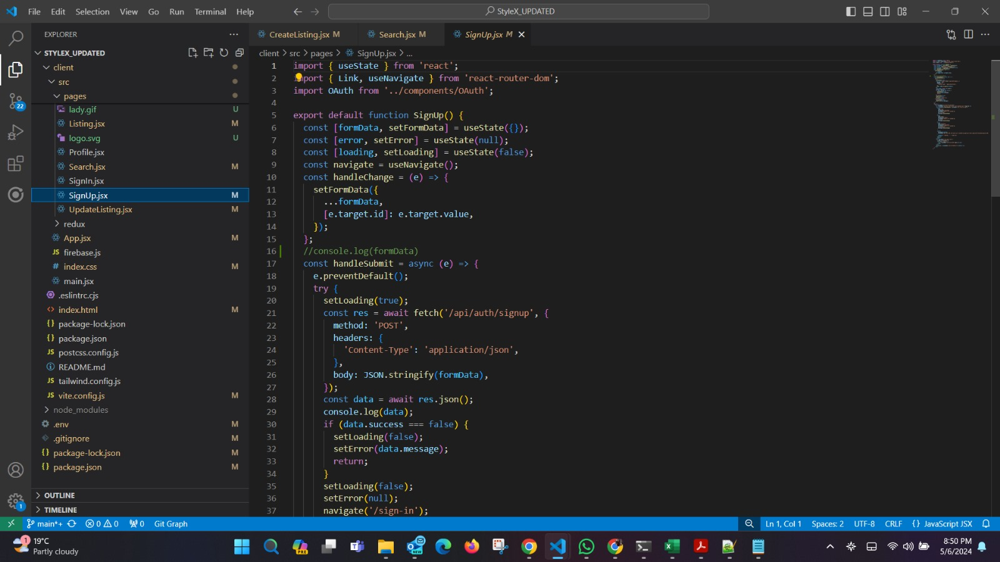 File Edit Selection View Go Run Terminal Help
StyleX_UPDATED
EXPLORER
STYLEX_UPDATED
client
src
pages
lady.gif U
Listing.jsx M
logo.svg U
Profile.jsx
Search.jsx M
SignIn.jsx
SignUp.jsx M
UpdateListing.jsx M
redux
App.jsx M
firebase.js
index.css M
main.jsx
.eslintrc.cjs
index.html M
package-lock.json
package.json
postcss.config.js
README.md
tailwind.config.js
vite.config.js M
node_modules
.env M
.gitignore M
package-lock.json M
package.json M
OUTLINE
TIMELINE
22
1
CreateListing.jsx M Search.jsx M SignUp.jsx M
client > src > pages > SignUp.jsx > ...
1 import { useState } from 'react';
2 import { Link, useNavigate } from 'react-router-dom';
3 import OAuth from '../components/OAuth';
4
5 export default function SignUp() {
6 const [formData, setFormData] = useState({});
7 const [error, setError] = useState(null);
8 const [loading, setLoading] = useState(false);
9 const navigate = useNavigate();
10 const handleChange = (e) => {
11 setFormData({
12 ...formData,
13 [e.target.id]: e.target.value,
14 });
15 };
16 //console.log(formData)
17 const handleSubmit = async (e) => {
18 e.preventDefault();
19 try {
20 setLoading(true);
21 const res = await fetch('/api/auth/signup', {
22 method: 'POST',
23 headers: {
24 'Content-Type': 'application/json',
25 },
26 body: JSON.stringify(formData),
27 });
28 const data = await res.json();
29 console.log(data);
30 if (data.success === false) {
31 setLoading(false);
32 setError(data.message);
33 return;
34 }
35 setLoading(false);
36 setError(null);
37 navigate('/sign-in');
main*+ 0 0 0 Git Graph Ln 1, Col 1 Spaces: 2 UTF-8 CRLF {} JavaScript JSX
1
19°C
Partly cloudy
PRE
NEW
8:50 PM
5/6/2024